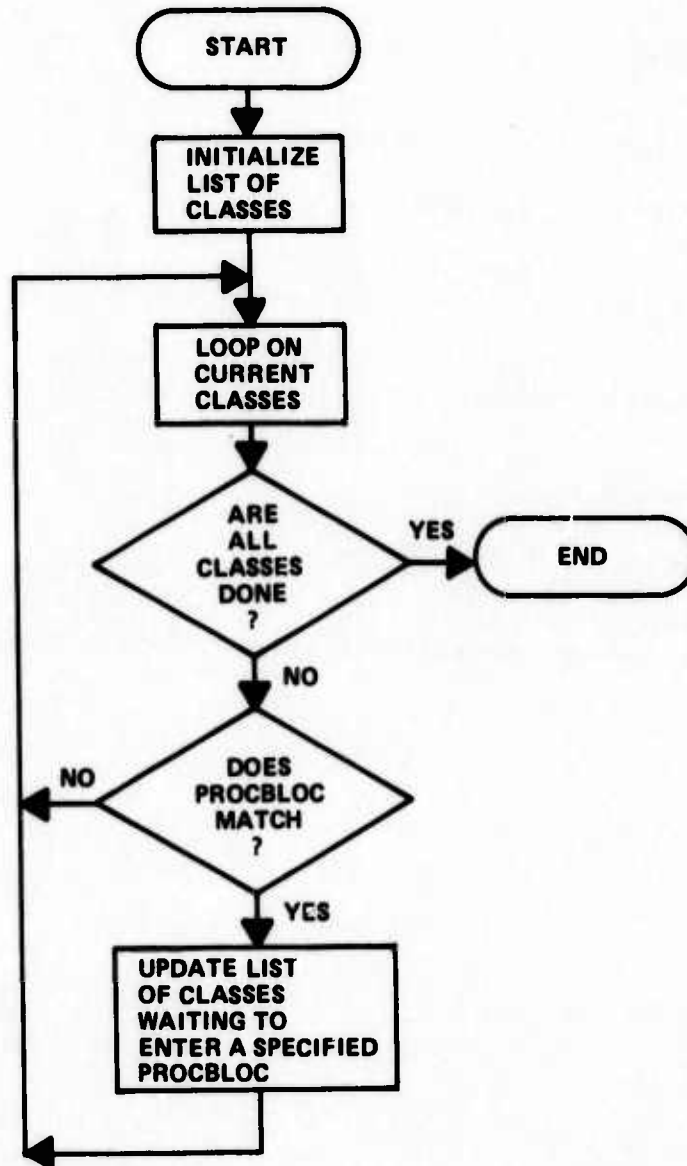 START
INITIALIZE
LIST OF
CLASSES
LOOP ON
CURRENT
CLASSES
ARE
ALL
CLASSES
DONE
?
YES
END
NO
DOES
PROCBLOC
MATCH
?
NO
YES
UPDATE LIST
OF CLASSES
WAITING TO
ENTER A SPECIFIED
PROCBLOC